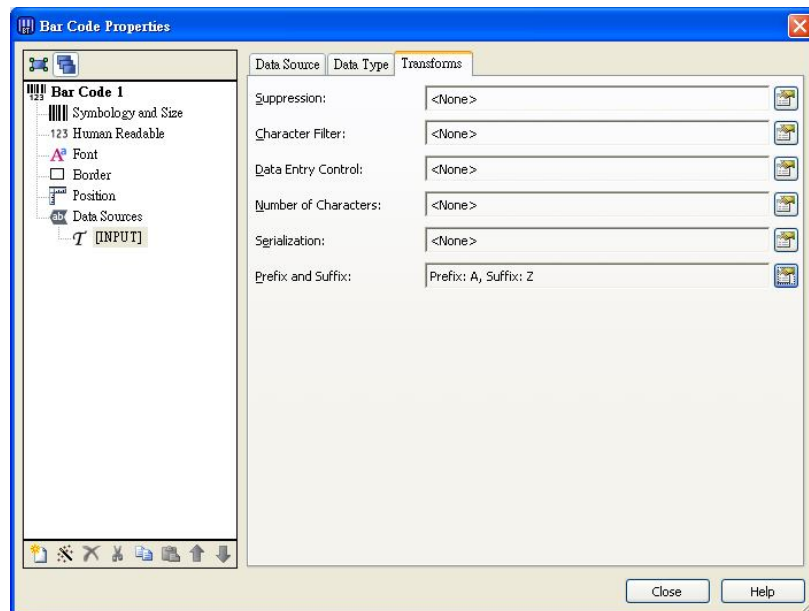 Bar Code Properties
Bar Code 1
Symbology and Size
123 Human Readable
Font
Border
Position
Data Sources
[INPUT]
Data Source
Data Type
Transforms
Suppression: <None>
Character Filter: <None>
Data Entry Control: <None>
Number of Characters: <None>
Serialization: <None>
Prefix and Suffix: Prefix: A, Suffix: Z
Close
Help